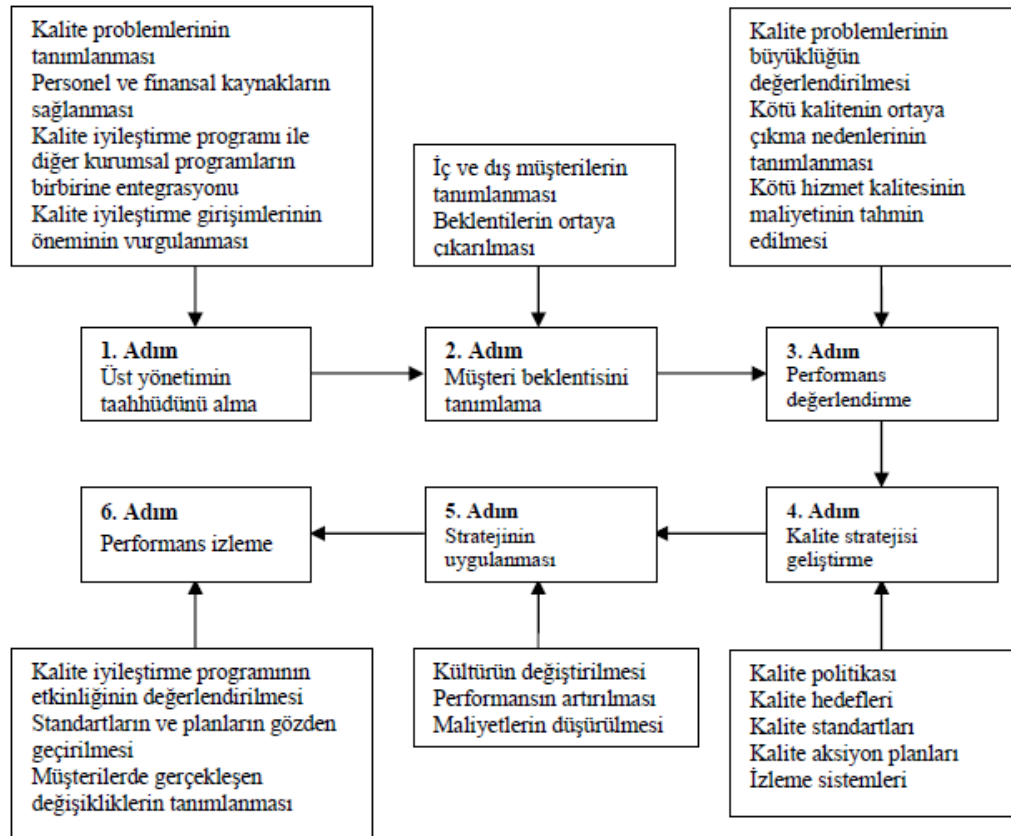 Kalite problemlerinin
tanımlanması
Personel ve finansal kaynakların
sağlanması
Kalite iyileştirme programı ile
diğer kurumsal programların
birbirine entegrasyonu
Kalite iyileştirme girişimlerinin
öneminin vurgulanması
İç ve dış müşterilerin
tanımlanması
Beklentilerin ortaya
çıkarılması
Kalite problemlerinin
büyüklüğün
değerlendirilmesi
Kötü kalitenin ortaya
çıkma nedenlerinin
tanımlanması
Kötü hizmet kalitesinin
maliyetinin tahmin
edilmesi
1. Adım
Üst yönetimin
taahhüdünü alma
2. Adım
Müşteri beklentisini
tanımlama
3. Adım
Performans
değerlendirme
6. Adım
Performans izleme
5. Adım
Stratejinin
uygulanması
4. Adım
Kalite stratejisi
geliştirme
Kalite iyileştirme programının
etkinliğinin değerlendirilmesi
Standartların ve planların gözden
geçirilmesi
Müşterilerde gerçekleşen
değişikliklerin tanımlanması
Kültürün değiştirilmesi
Performansın artırılması
Maliyetlerin düşürülmesi
Kalite politikası
Kalite hedefleri
Kalite standartları
Kalite aksiyon planları
İzleme sistemleri